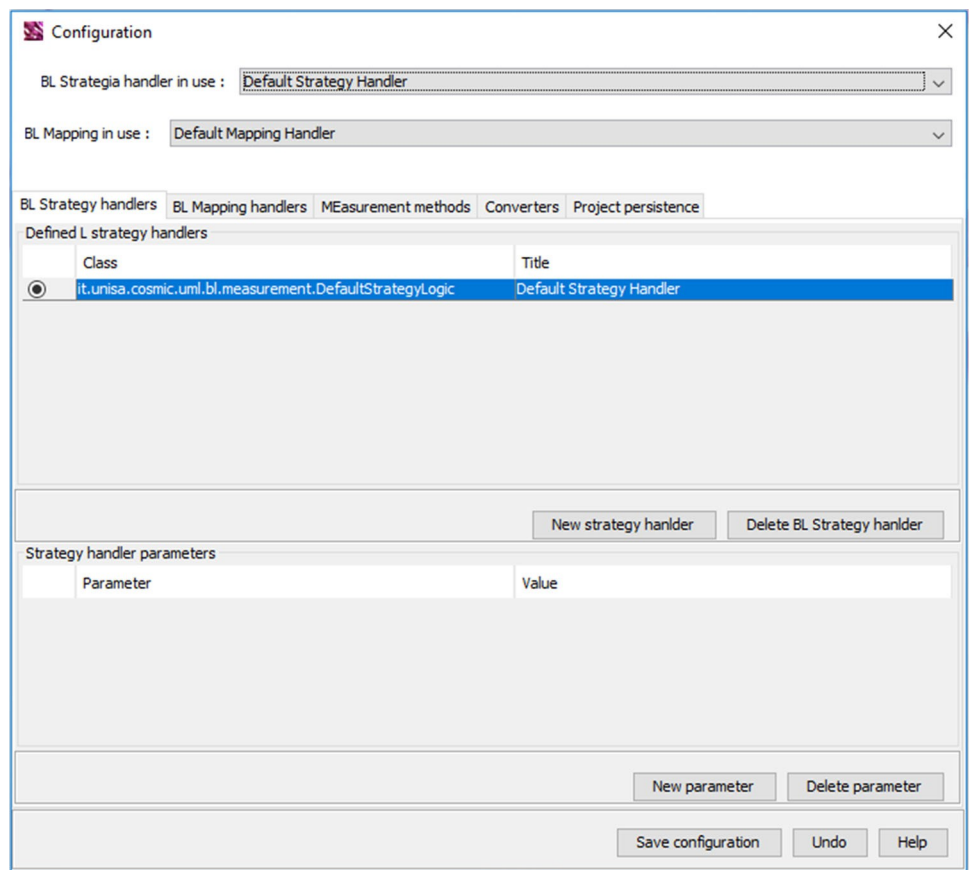 Configuration
BL Strategia handler in use : Default Strategy Handler
BL Mapping in use : Default Mapping Handler
BL Strategy handlers BL Mapping handlers MEasurement methods Converters Project persistence
Defined L strategy handlers
Class Title
it.unisa.cosmic.uml.bl.measurement.DefaultStrategyLogic Default Strategy Handler
New strategy hanlder Delete BL Strategy hanlder
Strategy handler parameters
Parameter Value
New parameter Delete parameter
Save configuration Undo Help